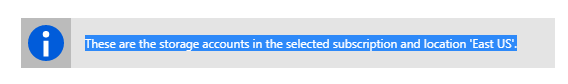 These are the storage accounts in the selected subscription and location 'East US'.